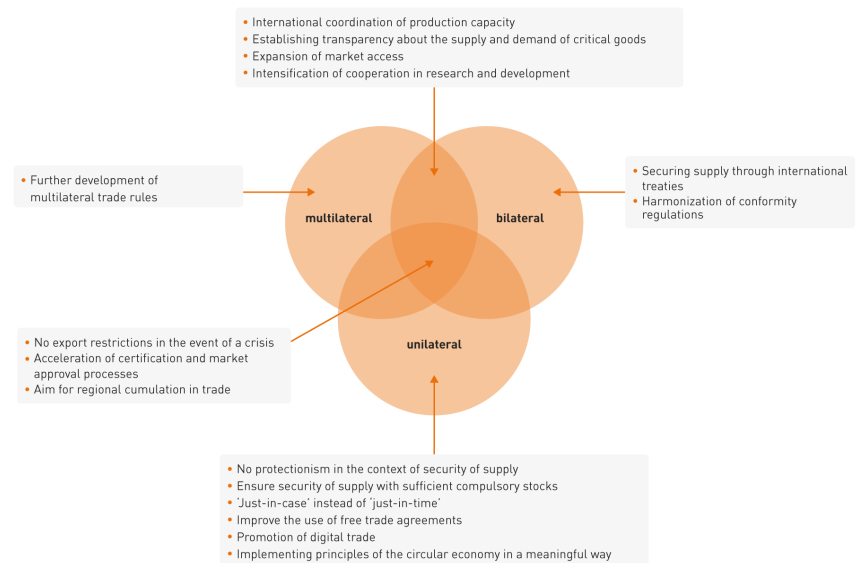 • International coordination of production capacity
• Establishing transparency about the supply and demand of critical goods
• Expansion of market access
• Intensification of cooperation in research and development
• Further development of
multilateral trade rules
• Securing supply through international
treaties
• Harmonization of conformity
regulations
multilateral
bilateral
unilateral
• No export restrictions in the event of a crisis
• Acceleration of certification and market
approval processes
• Aim for regional cumulation in trade
• No protectionism in the context of security of supply
• Ensure security of supply with sufficient compulsory stocks
• ‘Just-in-case’ instead of ‘just-in-time’
• Improve the use of free trade agreements
• Promotion of digital trade
• Implementing principles of the circular economy in a meaningful way